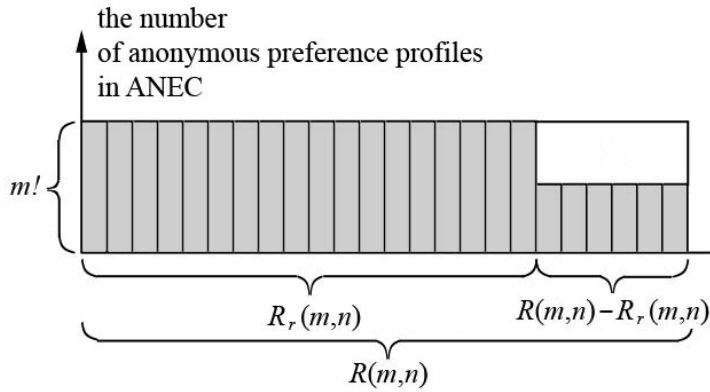 the number
of anonymous preference profiles
in ANEC
m!
R_r(m,n)
R(m,n)−R_r(m,n)
R(m,n)